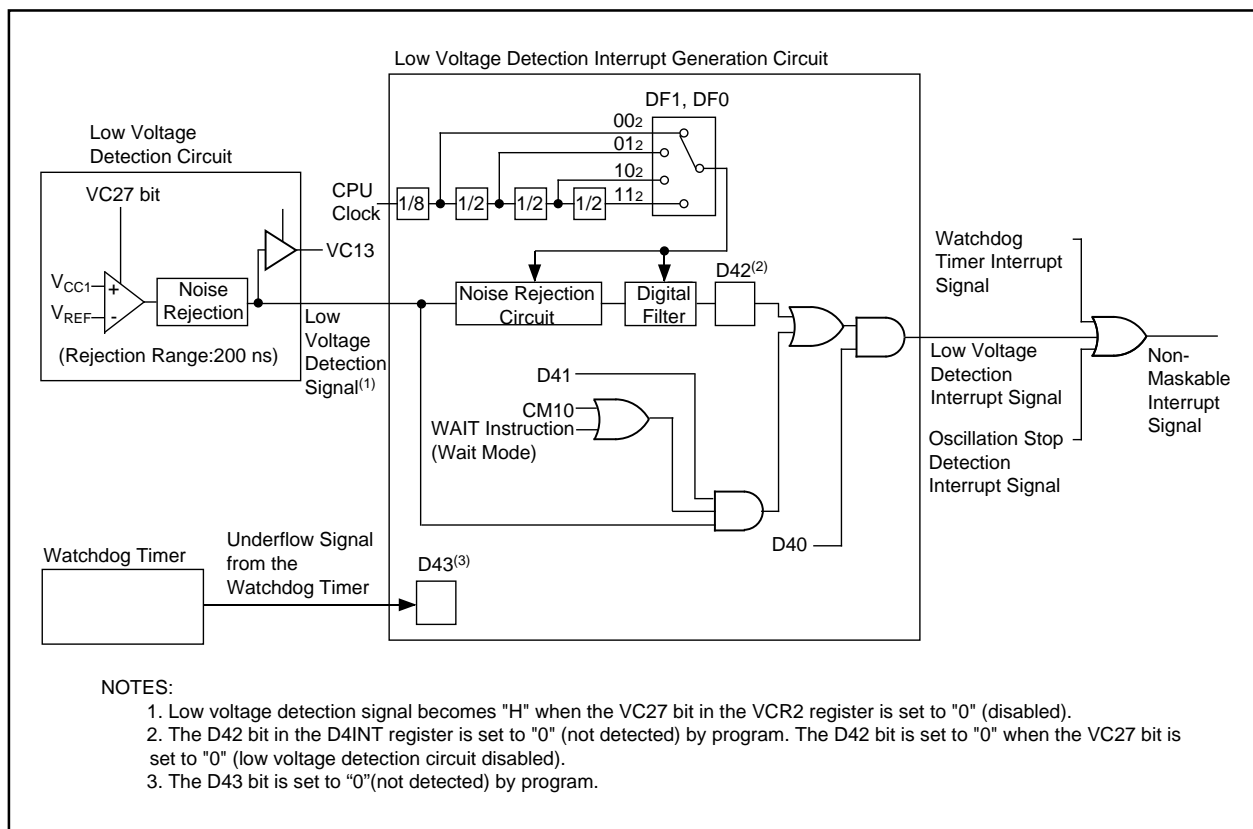 Low Voltage Detection Interrupt Generation Circuit
DF1, DF0
002
012
102
112
Low Voltage
Detection Circuit
VC27 bit
CPU
Clock
1/8
1/2
1/2
1/2
VC13
VCC1
+
VREF
-
Noise
Rejection
(Rejection Range:200 ns)
Low
Voltage
Detection
Signal(1)
Noise Rejection
Circuit
Digital
Filter
D42(2)
D41
CM10
WAIT Instruction
(Wait Mode)
D40
Watchdog
Timer Interrupt
Signal
Low Voltage
Detection
Interrupt Signal
Oscillation Stop
Detection
Interrupt Signal
Non-
Maskable
Interrupt
Signal
Watchdog Timer
Underflow Signal
from the
Watchdog Timer
D43(3)
NOTES:
1. Low voltage detection signal becomes "H" when the VC27 bit in the VCR2 register is set to "0" (disabled).
2. The D42 bit in the D4INT register is set to "0" (not detected) by program. The D42 bit is set to "0" when the VC27 bit is
set to "0" (low voltage detection circuit disabled).
3. The D43 bit is set to “0”(not detected) by program.